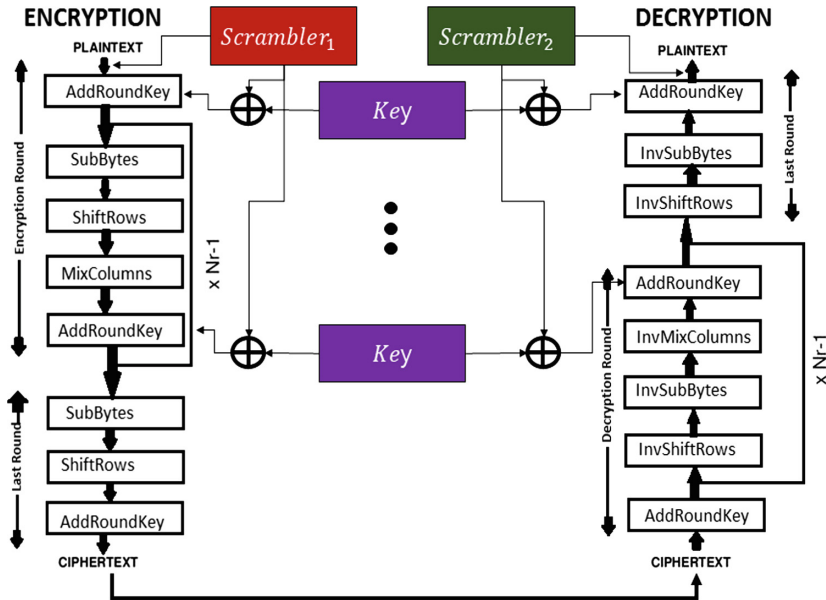 ENCRYPTION
PLAINTEXT
AddRoundKey
SubBytes
ShiftRows
MixColumns
AddRoundKey
SubBytes
ShiftRows
AddRoundKey
CIPHERTEXT
Encryption Round
Last Round
x Nr-1
Scrambler₁
Scrambler₂
Key
Key
DECRYPTION
PLAINTEXT
AddRoundKey
InvSubBytes
InvShiftRows
AddRoundKey
InvMixColumns
InvSubBytes
InvShiftRows
AddRoundKey
CIPHERTEXT
Last Round
Decryption Round
x Nr-1